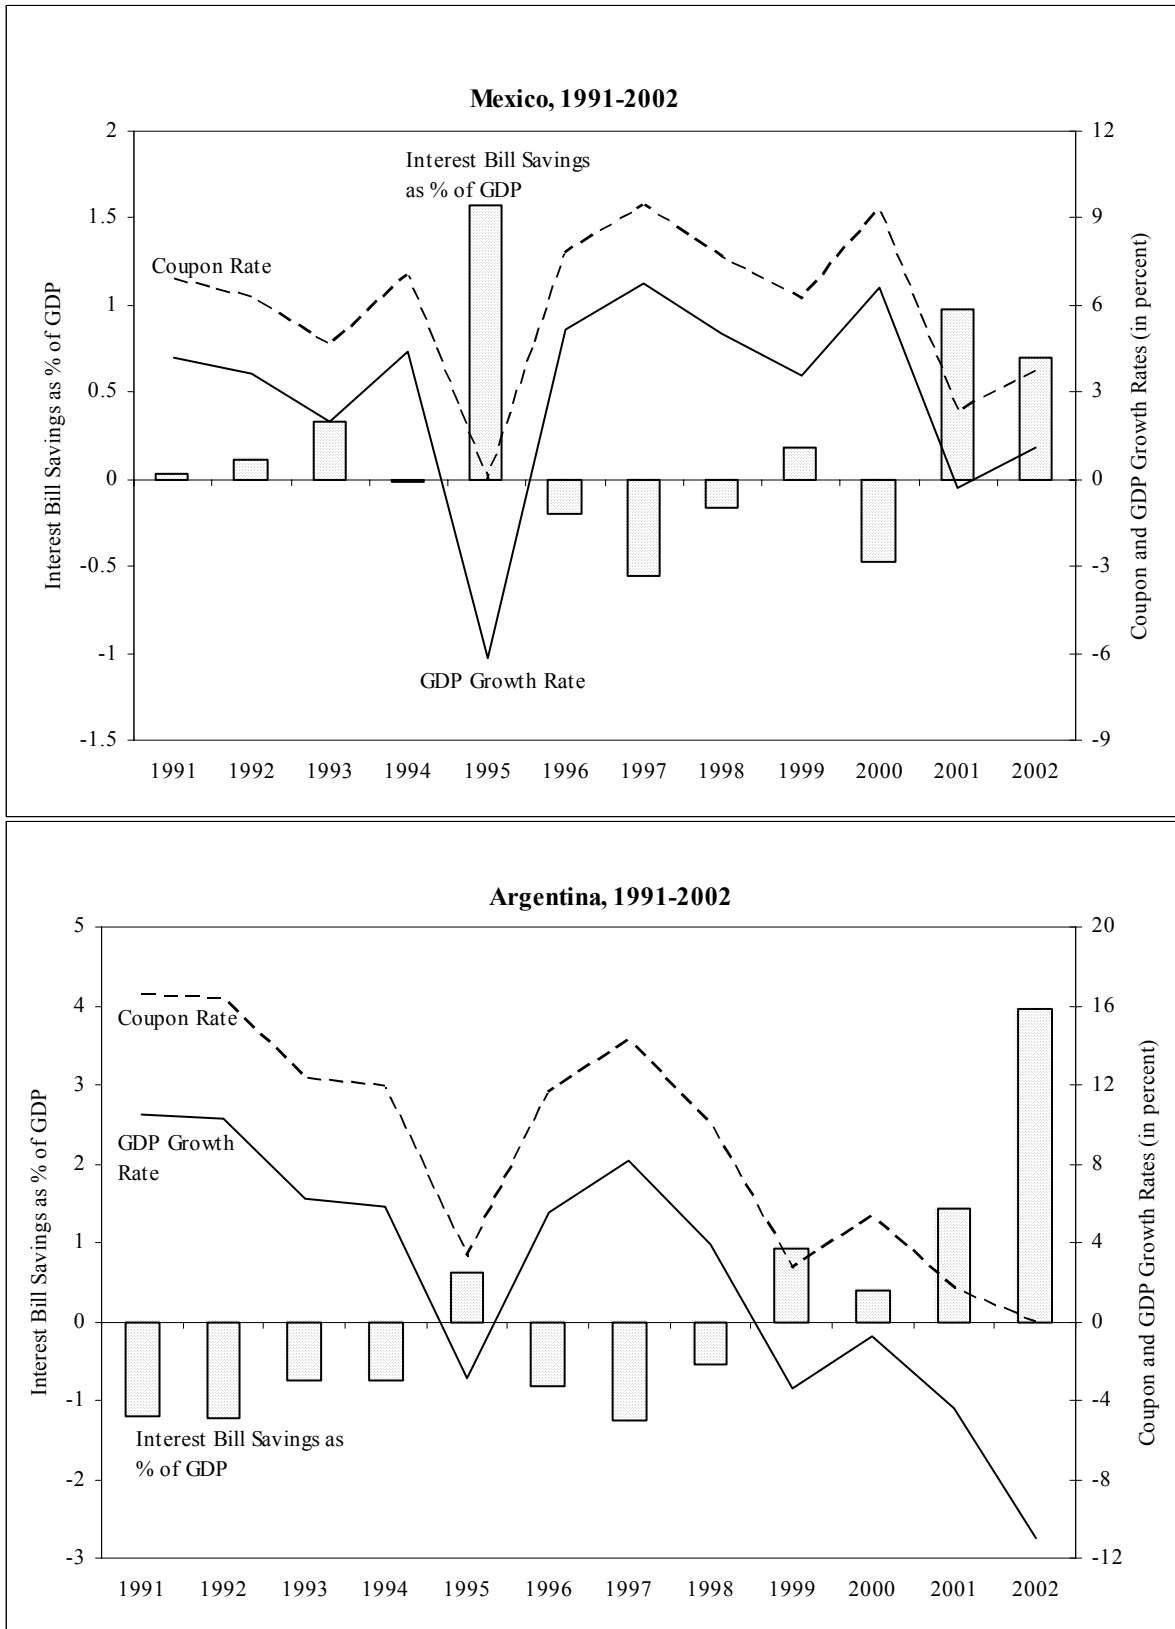 Mexico, 1991-2002
Interest Bill Savings as % of GDP
2
1.5
1
0.5
0
-0.5
-1
-1.5
Interest Bill Savings
as % of GDP
Coupon Rate
GDP Growth Rate
12
9
6
3
0
-3
-6
-9
Coupon and GDP Growth Rates (in percent)
1991 1992 1993 1994 1995 1996 1997 1998 1999 2000 2001 2002
Argentina, 1991-2002
Interest Bill Savings as % of GDP
5
4
3
2
1
0
-1
-2
-3
Coupon Rate
GDP Growth
Rate
Interest Bill Savings as
% of GDP
20
16
12
8
4
0
-4
-8
-12
Coupon and GDP Growth Rates (in percent)
1991 1992 1993 1994 1995 1996 1997 1998 1999 2000 2001 2002